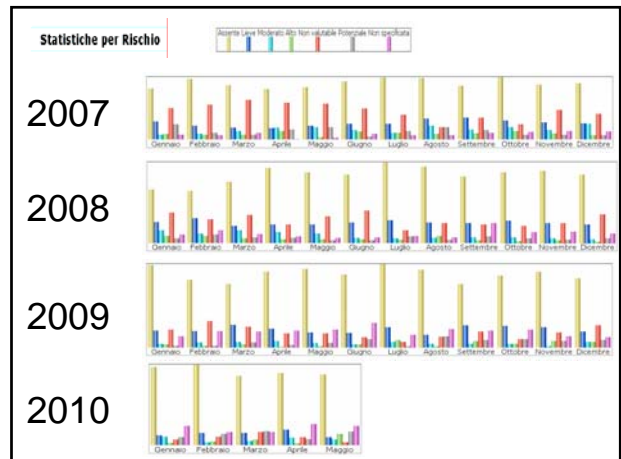 Statistiche per Rischio
Assente Leve Moderato Alto Non valutabile Potenziale Non specificata
2007
Gennaio Febbraio Marzo Aprile Maggio Giugno Luglio Agosto Settembre Ottobre Novembre Dicembre
2008
Gennaio Febbraio Marzo Aprile Maggio Giugno Luglio Agosto Settembre Ottobre Novembre Dicembre
2009
Gennaio Febbraio Marzo Aprile Maggio Giugno Luglio Agosto Settembre Ottobre Novembre Dicembre
2010
Gennaio Febbraio Marzo Aprile Maggio